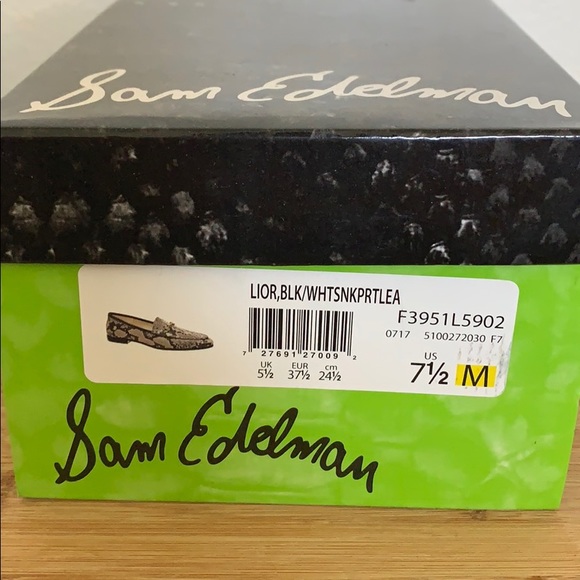 Sam Edelman
LIOR,BLK/WHTSNKPRTLEA
F3951L5902
0717 5100272030 F7
7 27691 27009 2
UK EUR cm
5½ 37½ 24½
US
7½ M
Sam Edelman